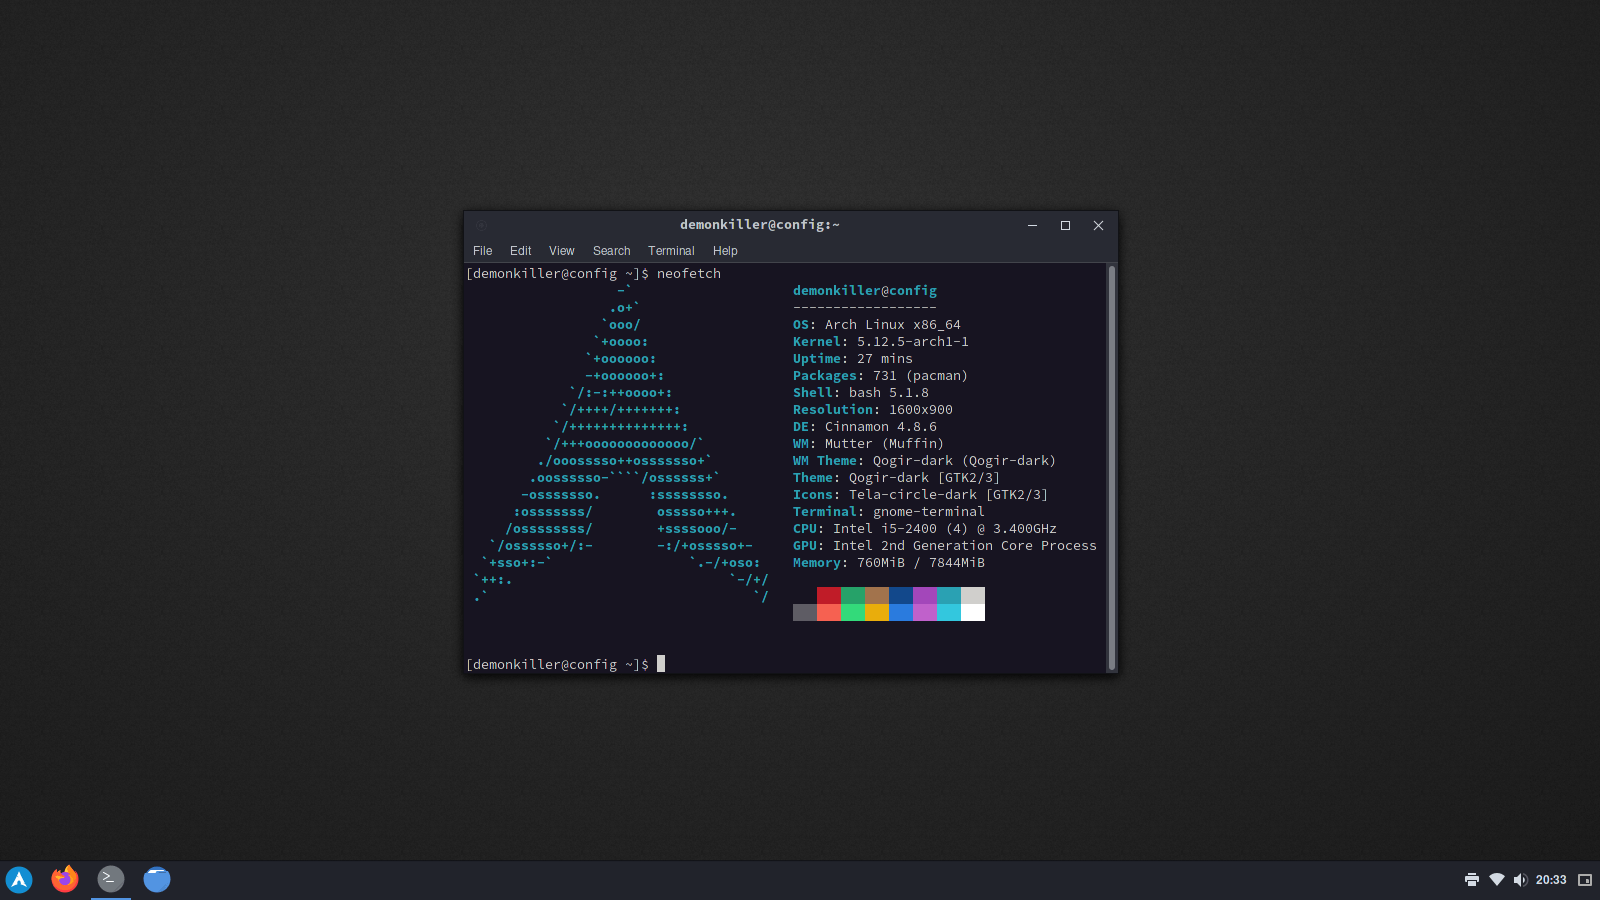 demonkiller@config:~
File Edit View Search Terminal Help
[demonkiller@config ~]$ neofetch
                   -`                    demonkiller@config
                  .o+`                   ------------------
                 `ooo/                   OS: Arch Linux x86_64
                `+oooo:                  Kernel: 5.12.5-arch1-1
               `+oooooo:                 Uptime: 27 mins
               -+oooooo+:                Packages: 731 (pacman)
             `/:-:++oooo+:               Shell: bash 5.1.8
            `/++++/+++++++:              Resolution: 1600x900
           `/++++++++++++++:             DE: Cinnamon 4.8.6
          `/+++ooooooooooooo/`           WM: Mutter (Muffin)
         ./ooosssso++osssssso+`          WM Theme: Qogir-dark (Qogir-dark)
        .oossssso-````/ossssss+`         Theme: Qogir-dark [GTK2/3]
       -osssssso.      :ssssssso.        Icons: Tela-circle-dark [GTK2/3]
      :osssssss/        osssso+++.       Terminal: gnome-terminal
     /ossssssss/        +ssssooo/-       CPU: Intel i5-2400 (4) @ 3.400GHz
   `/ossssso+/:-        -:/+osssso+-     GPU: Intel 2nd Generation Core Process
  `+sso+:-`                 `.-/+oso:    Memory: 760MiB / 7844MiB
 `++:.                           `-/+/
 .`                                 `/
[demonkiller@config ~]$
20:33